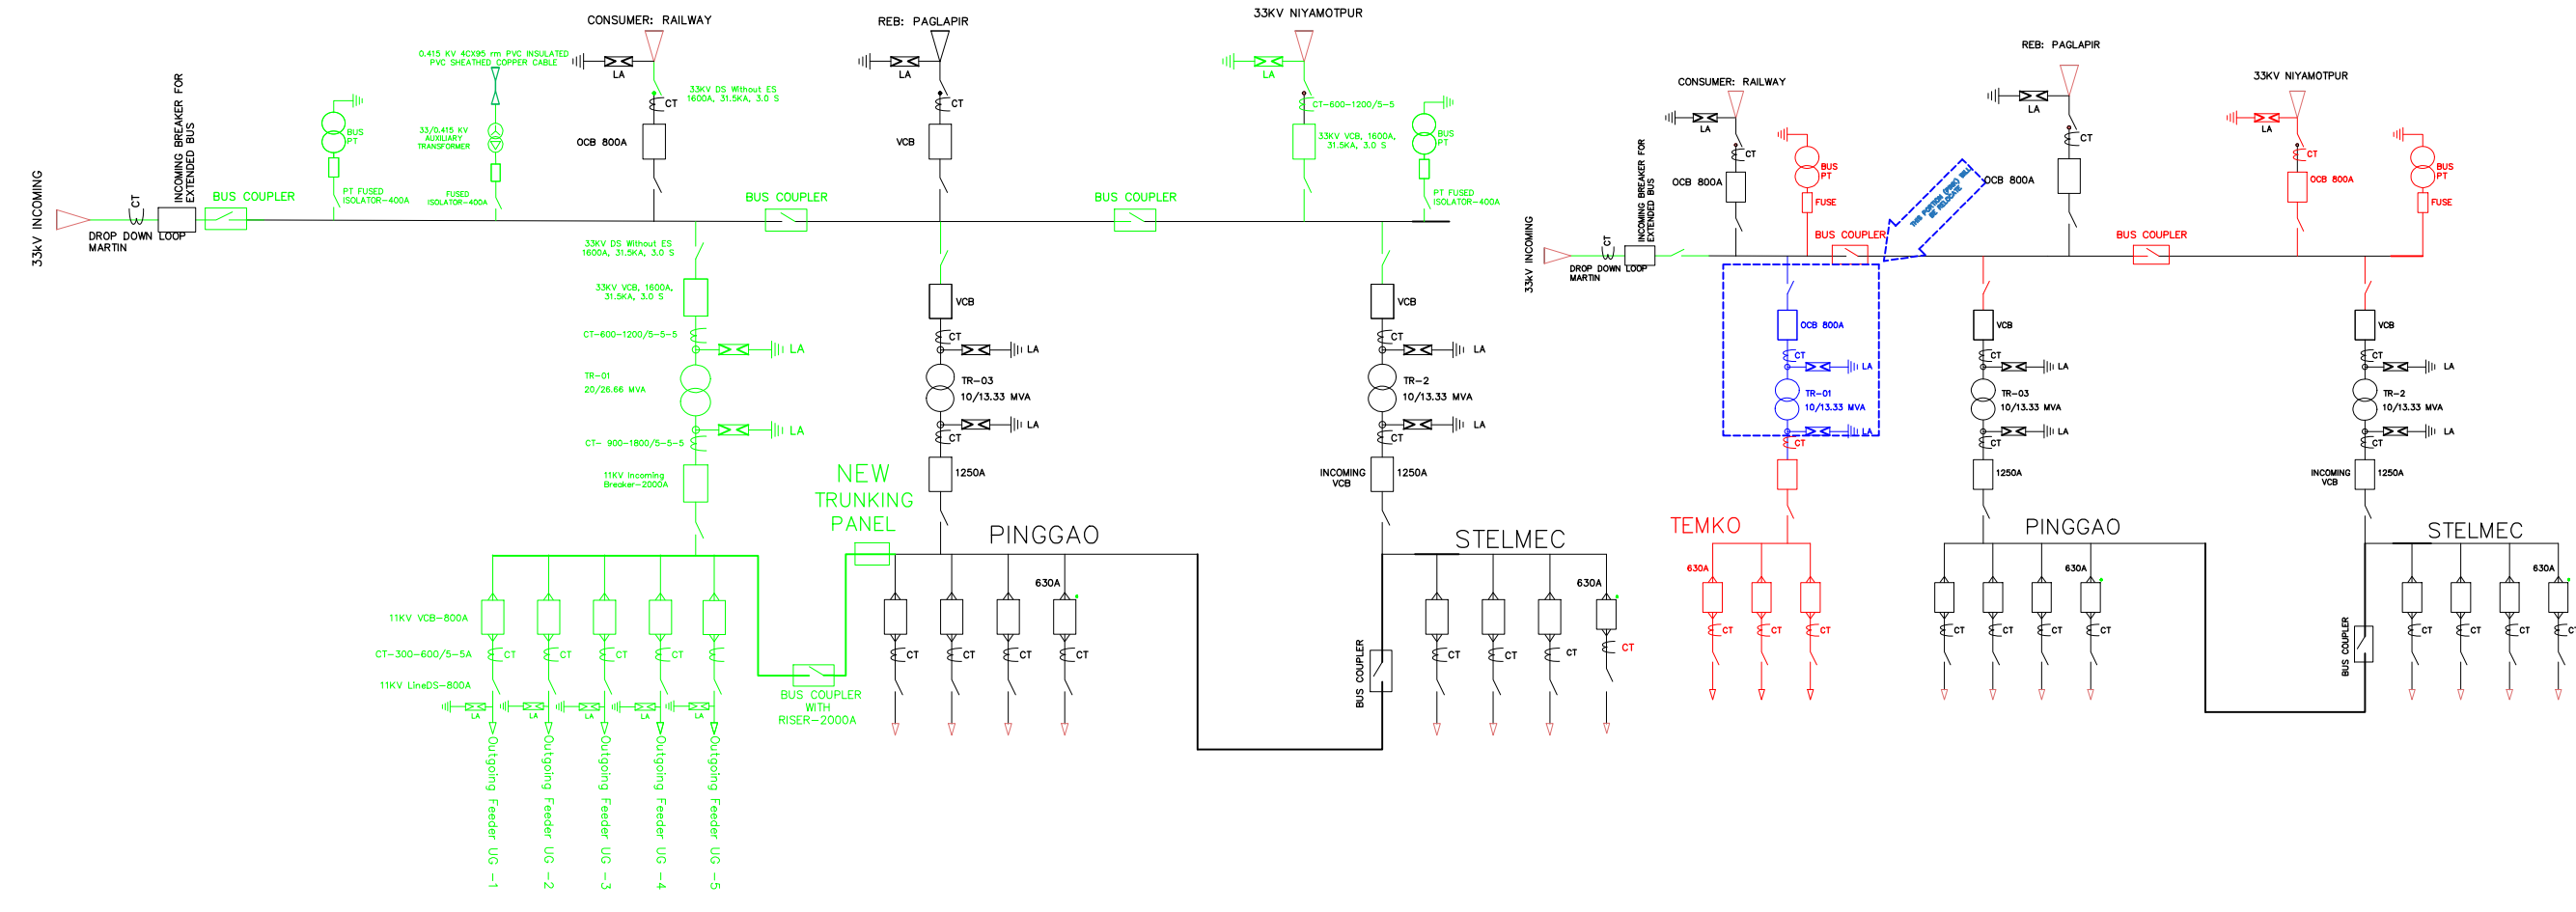 CONSUMER: RAILWAY
REB: PAGLAPIR
33KV NIYAMOTPUR
0.415 KV 4CX95 rm PVC INSULATED
PVC SHEATHED COPPER CABLE
LA
LA
LA
33KV DS Without ES
1600A, 31.5KA, 3.0 S
CT
CT
CT-600-1200/5-5
INCOMING BREAKER FOR
EXTENDED BUS
BUS
PT
33/0.415 KV
AUXILIARY
TRANSFORMER
OCB 800A
VCB
33KV VCB, 1600A,
31.5KA, 3.0 S
BUS
PT
33kV INCOMING
CT
BUS COUPLER
PT FUSED
ISOLATOR-400A
FUSED
ISOLATOR-400A
BUS COUPLER
BUS COUPLER
PT FUSED
ISOLATOR-400A
DROP DOWN LOOP
MARTIN
33KV DS Without ES
1600A, 31.5KA, 3.0 S
33KV VCB, 1600A,
31.5KA, 3.0 S
VCB
VCB
CT-600-1200/5-5-5
LA
CT
LA
CT
LA
TR-01
20/26.66 MVA
TR-03
10/13.33 MVA
TR-2
10/13.33 MVA
LA
LA
LA
CT- 900-1800/5-5-5
CT
CT
11KV Incoming
Breaker-2000A
NEW
TRUNKING
PANEL
1250A
INCOMING
VCB
1250A
PINGGAO
STELMEC
630A
630A
11KV VCB-800A
CT-300-600/5-5A
CT
CT
CT
CT
CT
CT
CT
CT
CT
CT
CT
CT
11KV LineDS-800A
LA
LA
LA
LA
LA
BUS COUPLER
WITH
RISER-2000A
BUS COUPLER
Outgoing Feeder UG -1
Outgoing Feeder UG -2
Outgoing Feeder UG -3
Outgoing Feeder UG -4
Outgoing Feeder UG -5
CONSUMER: RAILWAY
REB: PAGLAPIR
33KV NIYAMOTPUR
LA
LA
LA
INCOMING BREAKER FOR
EXTENDED BUS
CT
CT
CT
OCB 800A
BUS
PT
FUSE
THIS PORTION (PBS) WILL
BE RELOCATE
OCB 800A
OCB 800A
BUS
PT
FUSE
33kV INCOMING
CT
BUS COUPLER
BUS COUPLER
DROP DOWN LOOP
MARTIN
OCB 800A
VCB
VCB
CT
LA
CT
LA
CT
LA
TR-01
10/13.33 MVA
TR-03
10/13.33 MVA
TR-2
10/13.33 MVA
LA
LA
LA
CT
CT
CT
1250A
INCOMING
VCB
1250A
TEMKO
PINGGAO
STELMEC
630A
630A
630A
CT
CT
CT
CT
CT
CT
CT
CT
CT
CT
CT
BUS COUPLER